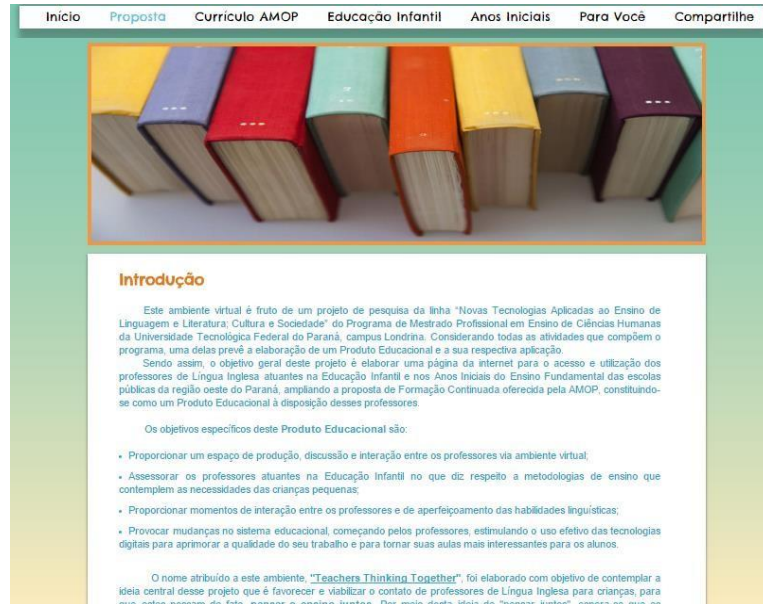 Início Proposta Currículo AMOP Educação Infantil Anos Iniciais Para Você Compartilhe
Introdução
Este ambiente virtual é fruto de um projeto de pesquisa da linha "Novas Tecnologias Aplicadas ao Ensino de
Linguagem e Literatura; Cultura e Sociedade" do Programa de Mestrado Profissional em Ensino de Ciências Humanas
da Universidade Tecnológica Federal do Paraná, campus Londrina. Considerando todas as atividades que compõem o
programa, uma delas prevê a elaboração de um Produto Educacional e a sua respectiva aplicação.
Sendo assim, o objetivo geral deste projeto é elaborar uma página da internet para o acesso e utilização dos
professores de Língua Inglesa atuantes na Educação Infantil e nos Anos Iniciais do Ensino Fundamental das escolas
públicas da região oeste do Paraná, ampliando a proposta de Formação Continuada oferecida pela AMOP, constituindo-
se como um Produto Educacional à disposição desses professores.
Os objetivos específicos deste Produto Educacional são:
• Proporcionar um espaço de produção, discussão e interação entre os professores via ambiente virtual;
• Assessorar os professores atuantes na Educação Infantil no que diz respeito a metodologias de ensino que
contemplem as necessidades das crianças pequenas;
• Proporcionar momentos de interação entre os professores e de aperfeiçoamento das habilidades linguísticas;
• Provocar mudanças no sistema educacional, começando pelos professores, estimulando o uso efetivo das tecnologias
digitais para aprimorar a qualidade do seu trabalho e para tornar suas aulas mais interessantes para os alunos.
O nome atribuído a este ambiente, "Teachers Thinking Together", foi elaborado com objetivo de contemplar a
ideia central desse projeto que é favorecer e viabilizar o contato de professores de Língua Inglesa para crianças, para